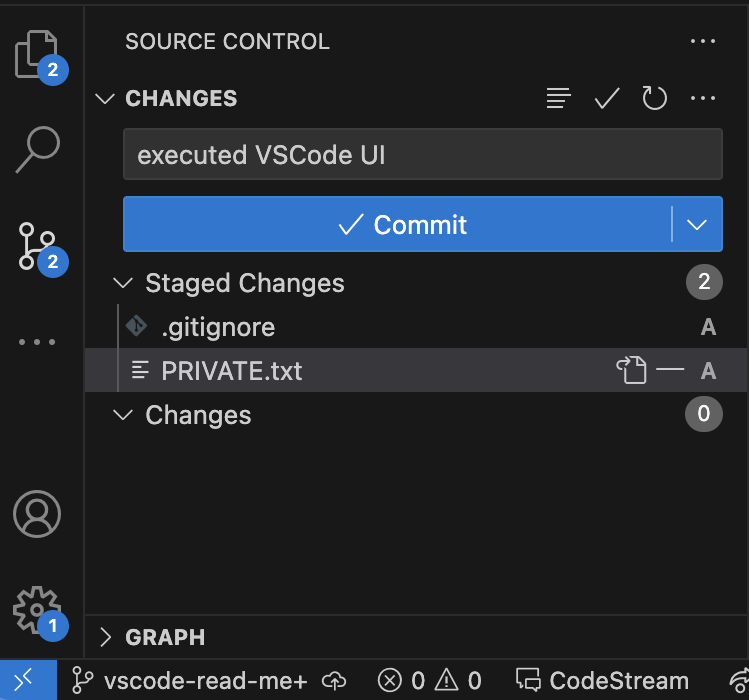 2
SOURCE CONTROL
CHANGES
executed VSCode UI
Commit
2
Staged Changes 2
.gitignore A
PRIVATE.txt A
Changes 0
1
GRAPH
vscode-read-me+ 0 0 CodeStream